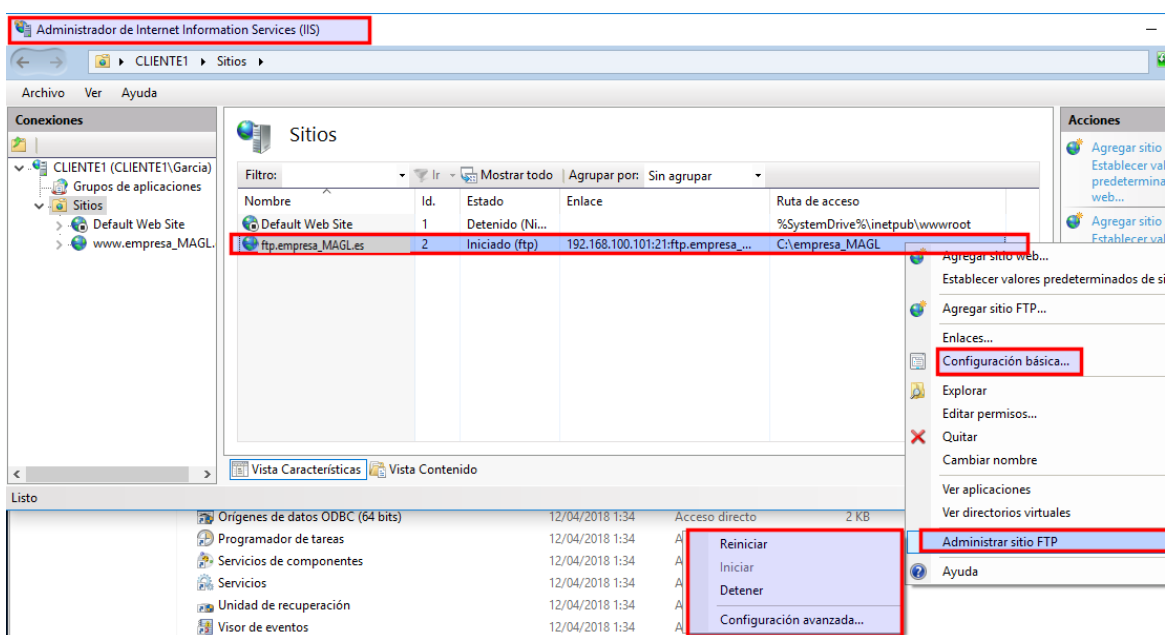 Administrador de Internet Information Services (IIS)
CLIENTE1 Sitios
Archivo Ver Ayuda
Conexiones
CLIENTE1 (CLIENTE1\Garcia)
Grupos de aplicaciones
Sitios
Default Web Site
www.empresa_MAGL.
Sitios
Filtro: Ir Mostrar todo Agrupar por: Sin agrupar
Nombre Id. Estado Enlace Ruta de acceso
Default Web Site 1 Detenido (Ni... %SystemDrive%\inetpub\wwwroot
ftp.empresa_MAGL.es 2 Iniciado (ftp) 192.168.100.101:21:ftp.empresa_... C:\empresa_MAGL
Acciones
Agregar sitio
Establecer val
predetermina
web...
Agregar sitio
Establecer val
Agregar sitio web...
Establecer valores predeterminados de si
Agregar sitio FTP...
Enlaces...
Configuración básica...
Explorar
Editar permisos...
Quitar
Cambiar nombre
Ver aplicaciones
Ver directorios virtuales
Administrar sitio FTP
Ayuda
Vista Características Vista Contenido
Listo
Orígenes de datos ODBC (64 bits) 12/04/2018 1:34 Acceso directo 2 KB
Programador de tareas 12/04/2018 1:34 A
Servicios de componentes 12/04/2018 1:34 A
Servicios 12/04/2018 1:34 A
Unidad de recuperación 12/04/2018 1:34 A
Visor de eventos 12/04/2018 1:34 A
Reiniciar
Iniciar
Detener
Configuración avanzada...